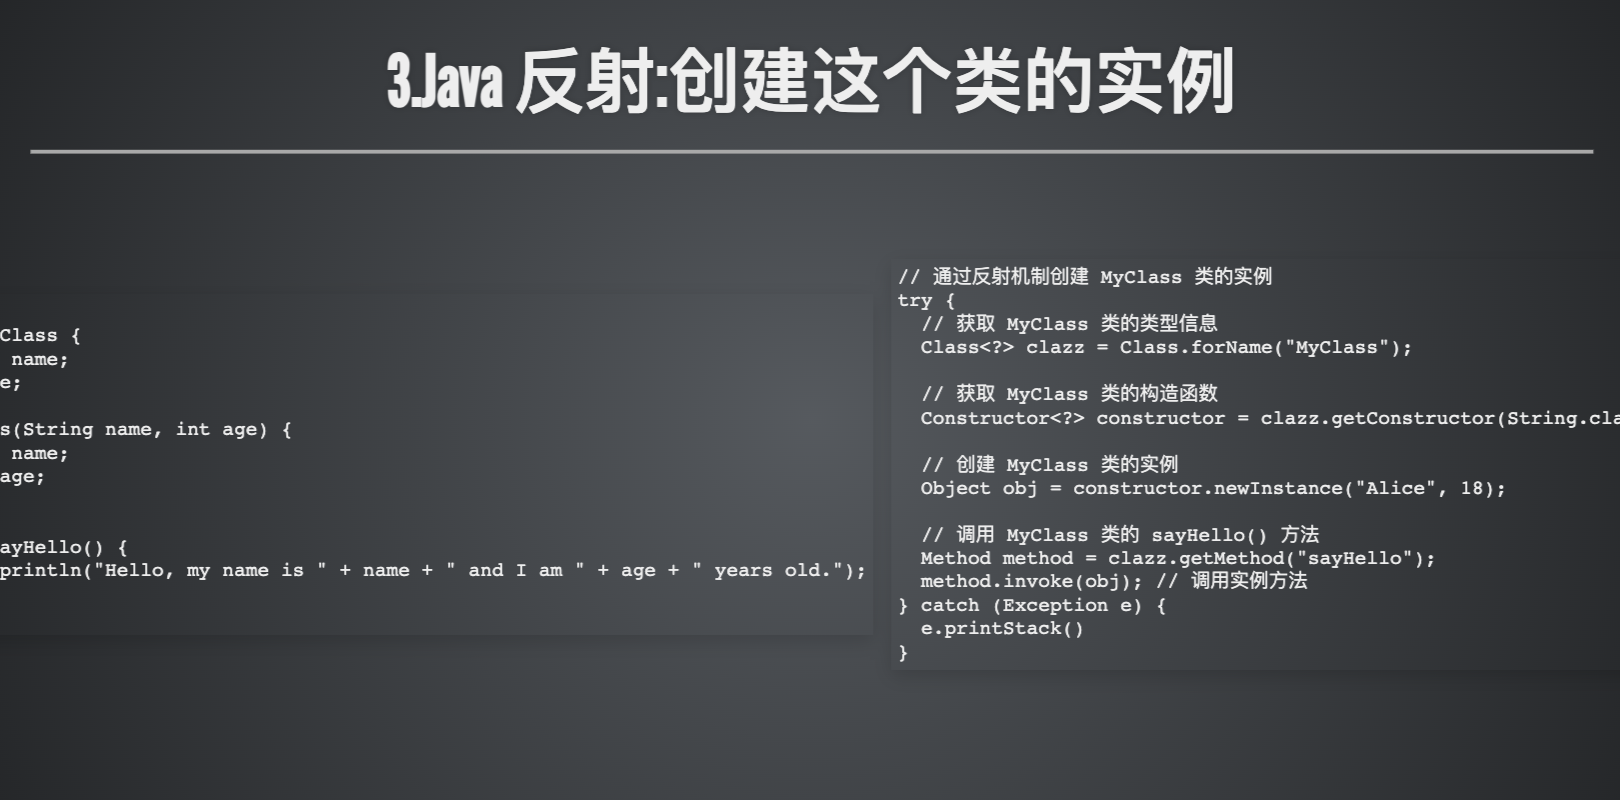 3.Java 反射:创建这个类的实例
Class {
name;
e;
s(String name, int age) {
name;
age;
ayHello() {
println("Hello, my name is " + name + " and I am " + age + " years old.");
// 通过反射机制创建 MyClass 类的实例
try {
// 获取 MyClass 类的类型信息
Class<?> clazz = Class.forName("MyClass");
// 获取 MyClass 类的构造函数
Constructor<?> constructor = clazz.getConstructor(String.cla
// 创建 MyClass 类的实例
Object obj = constructor.newInstance("Alice", 18);
// 调用 MyClass 类的 sayHello() 方法
Method method = clazz.getMethod("sayHello");
method.invoke(obj); // 调用实例方法
} catch (Exception e) {
e.printStack()
}